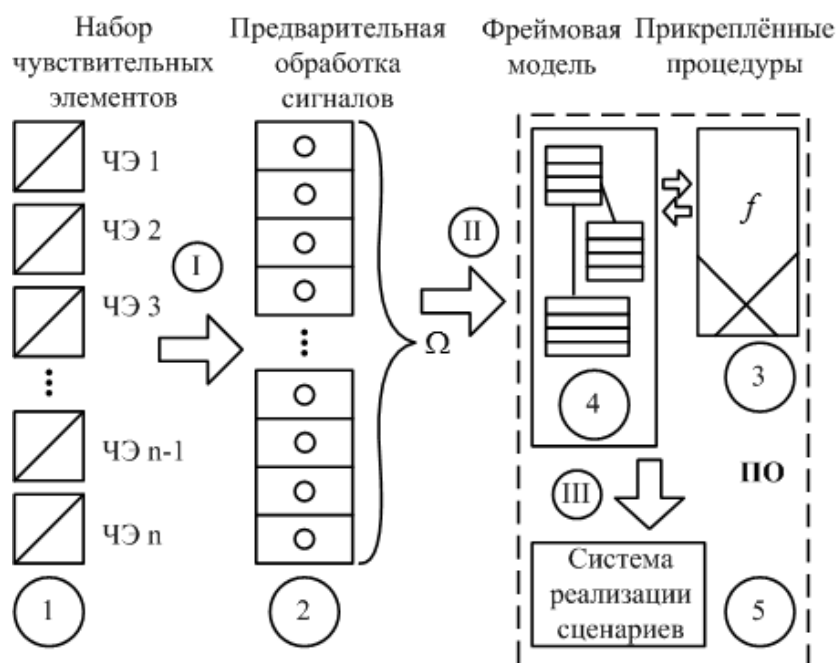 Набор
чувствительных
элементов
Предварительная
обработка
сигналов
Фреймовая
модель
Прикреплённые
процедуры
ЧЭ 1
ЧЭ 2
ЧЭ 3
ЧЭ n-1
ЧЭ n
I
Ω
II
f
4
3
ПО
III
Система
реализации
сценариев
1
2
5